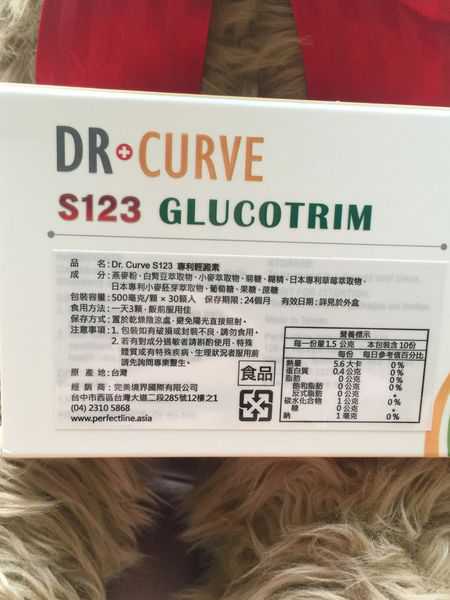 DR CURVE
S123 GLUCOTRIM
品 名:Dr. Curve S123 專利輕澱素
成 分:燕麥粉、白腎豆萃取物、小麥萃取物、菊糖、糊精、日本專利草莓萃取物、
日本專利小麥胚芽萃取物、葡萄糖、果糖、蔗糖
包裝容量:500毫克/顆×30顆入 保存期限:24個月 有效日期:詳見於外盒
食用方法:一天3顆,飯前服用佳
保存方式:置於乾燥陰涼處,避免陽光直接照射。
注意事項:1. 包裝如有破損或封裝不良,請勿食用。
2. 若有對成分過敏者請斟酌使用、特殊
體質或有特殊疾病、生理狀況者服用前
請先詢問專業醫生。
原 產 地:台灣
經 銷 商:完美境界國際有限公司
台中市西區台灣大道二段285號12樓之1
(04) 2310 5868
www.perfectline.asia
食品
營養標示
每一份量1.5 公克 本包裝含 10份
每份 每日參考值百分比
熱量 5.6 大卡 0%
蛋白質 0.4 公克 0%
脂肪 0 公克 0%
飽和脂肪 0 公克 0%
反式脂肪 0 公克 *
碳水化合物 1 公克 0%
糖 0 公克 *
鈉 1 毫克 0%